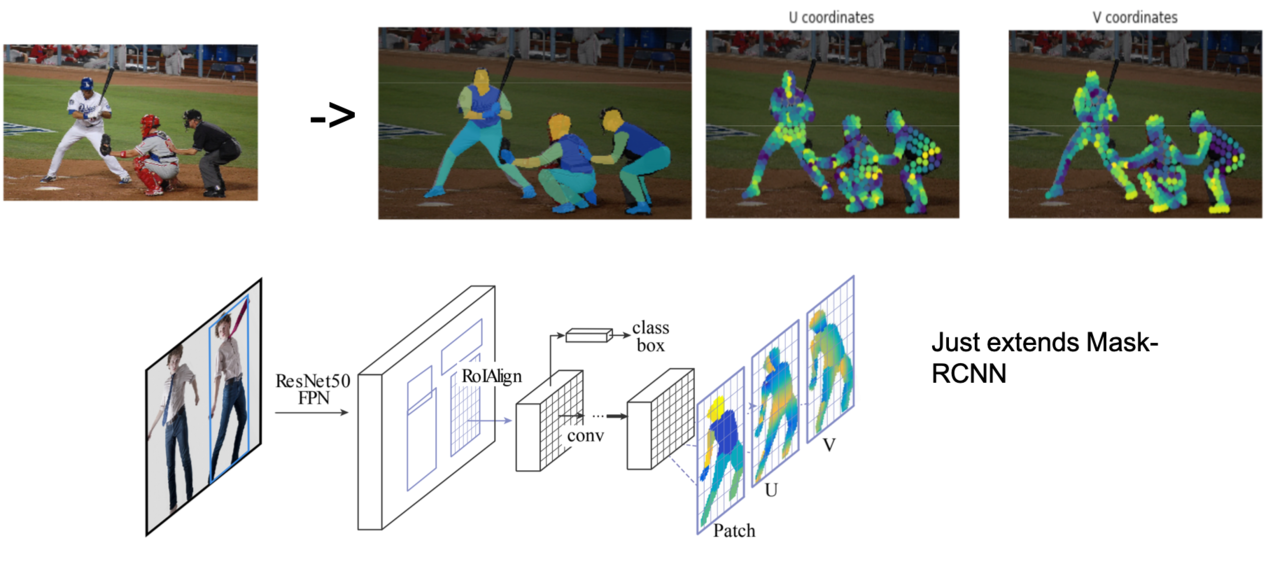 U coordinates
V coordinates
->
ResNet50
FPN
RoIAlign
class
box
conv
Patch
U
V
Just extends Mask-
RCNN